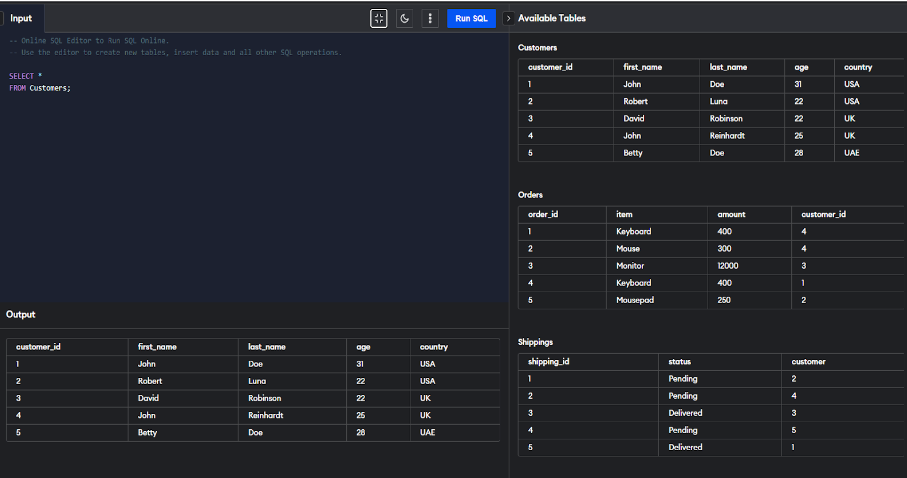 Input
Run SQL
-- Online SQL Editor to Run SQL Online.
-- Use the editor to create new tables, insert data and all other SQL operations.
SELECT *
FROM Customers;
Output
customer_id first_name last_name age country
1 John Doe 31 USA
2 Robert Luna 22 USA
3 David Robinson 22 UK
4 John Reinhardt 25 UK
5 Betty Doe 28 UAE
Available Tables
Customers
customer_id first_name last_name age country
1 John Doe 31 USA
2 Robert Luna 22 USA
3 David Robinson 22 UK
4 John Reinhardt 25 UK
5 Betty Doe 28 UAE
Orders
order_id item amount customer_id
1 Keyboard 400 4
2 Mouse 300 4
3 Monitor 12000 3
4 Keyboard 400 1
5 Mousepad 250 2
Shippings
shipping_id status customer
1 Pending 2
2 Pending 4
3 Delivered 3
4 Pending 5
5 Delivered 1